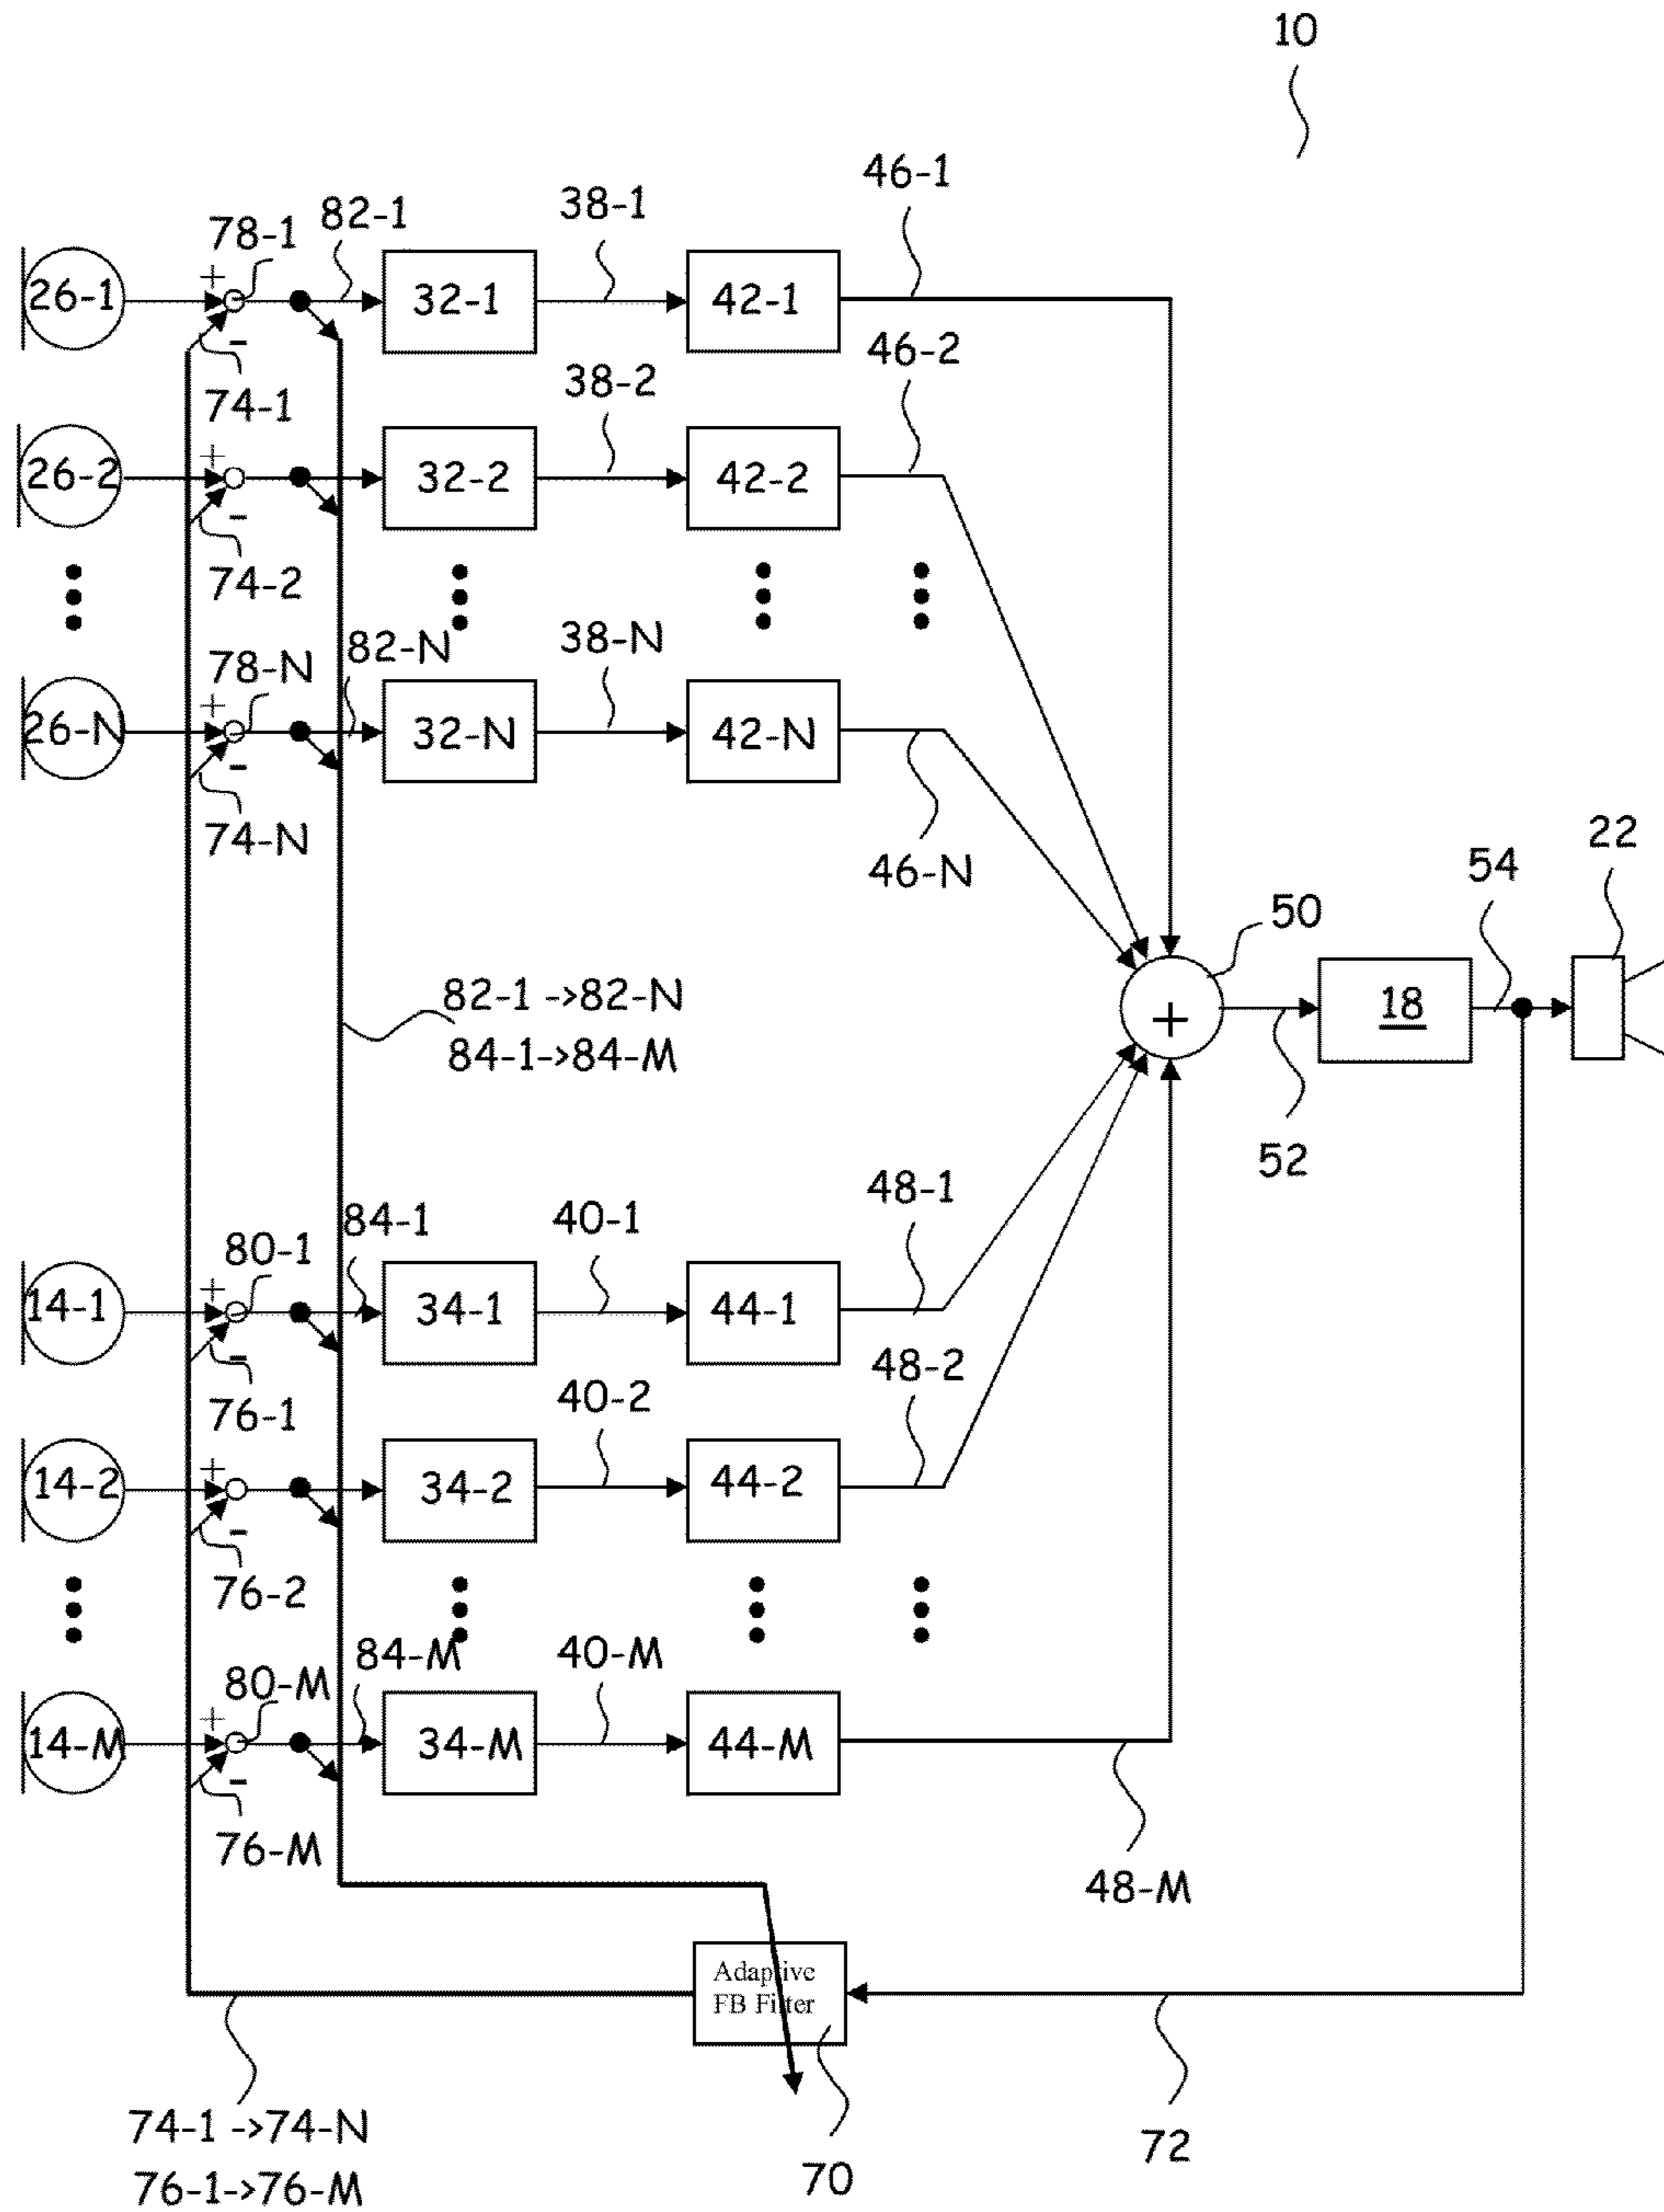 10
46-1
38-1
82-1
78-1
+
26-1
32-1
42-1
-
74-1
46-2
38-2
+
26-2
32-2
42-2
-
74-2
38-N
82-N
78-N
+
26-N
32-N
42-N
-
74-N
46-N
22
54
50
82-1 ->82-N
84-1->84-M
+
18
52
48-1
40-1
84-1
80-1
+
14-1
34-1
44-1
-
76-1
48-2
40-2
+
14-2
34-2
44-2
-
76-2
40-M
84-M
80-M
+
14-M
34-M
44-M
-
76-M
48-M
Adaptive
FB Filter
74-1 ->74-N
76-1->76-M
70
72